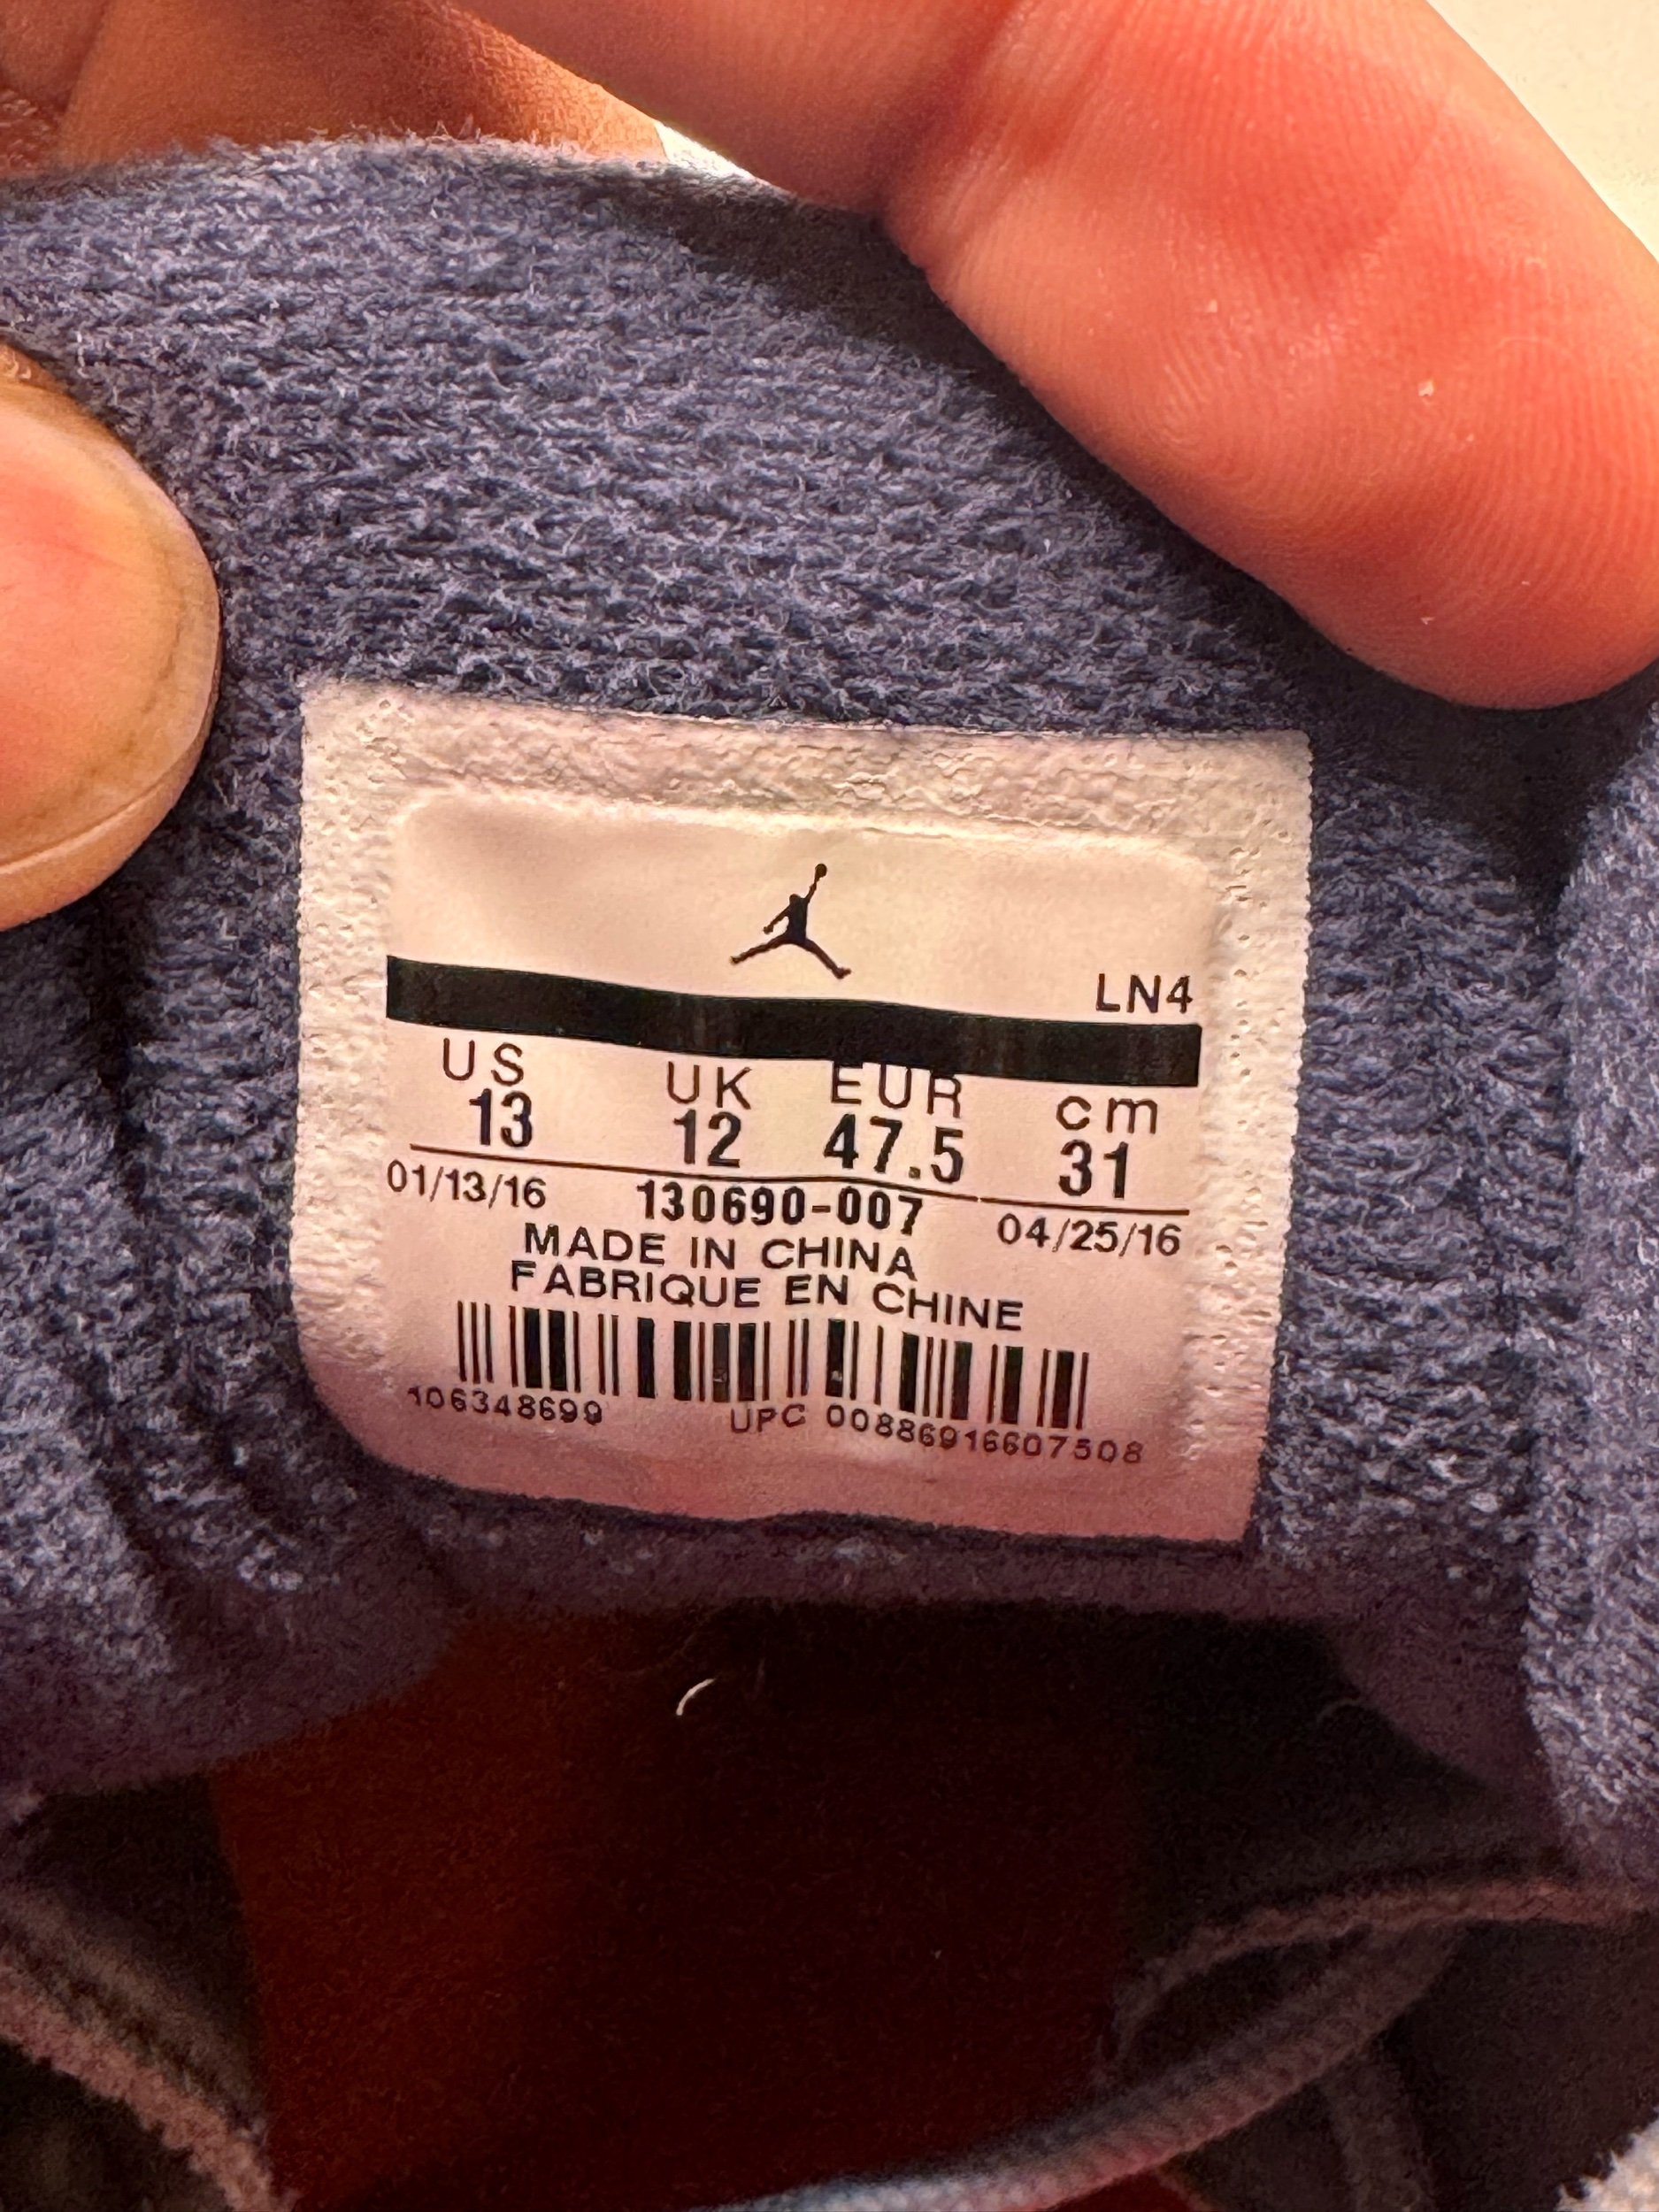 LN4
US UK EUR cm
13 12 47.5 31
01/13/16 130690-007 04/25/16
MADE IN CHINA
FABRIQUE EN CHINE
106348699 UPC 00886916607508